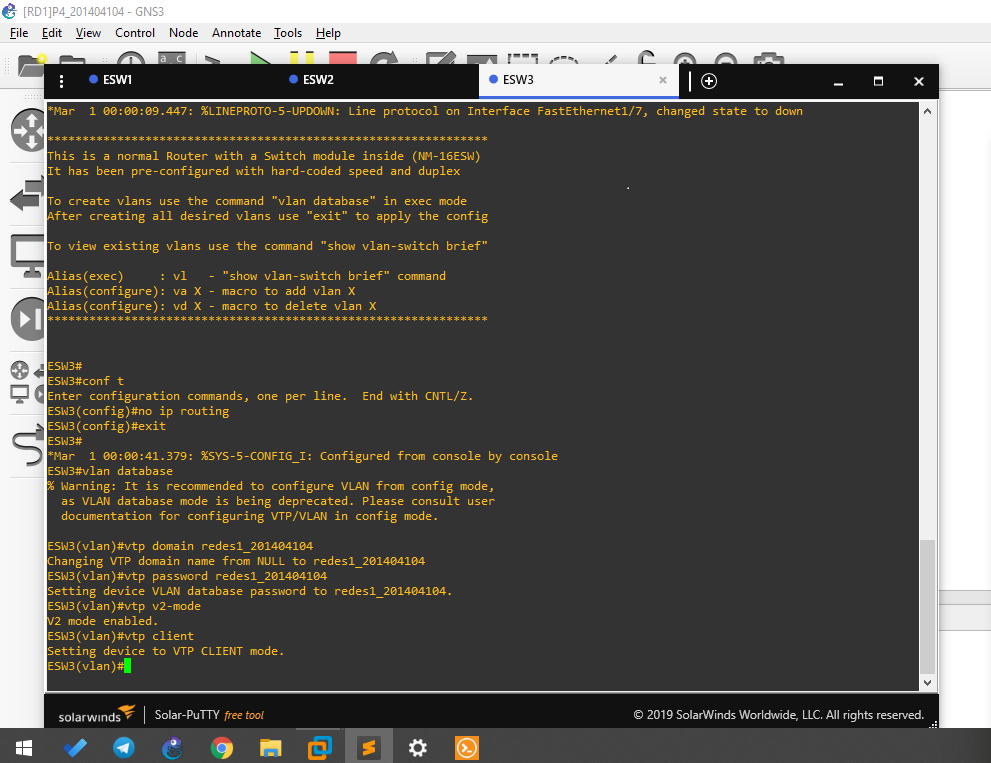 [RD1]P4_201404104 - GNS3
File Edit View Control Node Annotate Tools Help
a c
ESW1 ESW2 ESW3
*Mar  1 00:00:09.447: %LINEPROTO-5-UPDOWN: Line protocol on Interface FastEthernet1/7, changed state to down
***************************************************************
This is a normal Router with a Switch module inside (NM-16ESW)
It has been pre-configured with hard-coded speed and duplex
To create vlans use the command "vlan database" in exec mode
After creating all desired vlans use "exit" to apply the config
To view existing vlans use the command "show vlan-switch brief"
Alias(exec)     : vl   - "show vlan-switch brief" command
Alias(configure): va X - macro to add vlan X
Alias(configure): vd X - macro to delete vlan X
***************************************************************
ESW3#
ESW3#conf t
Enter configuration commands, one per line.  End with CNTL/Z.
ESW3(config)#no ip routing
ESW3(config)#exit
ESW3#
*Mar  1 00:00:41.379: %SYS-5-CONFIG_I: Configured from console by console
ESW3#vlan database
% Warning: It is recommended to configure VLAN from config mode,
  as VLAN database mode is being deprecated. Please consult user
  documentation for configuring VTP/VLAN in config mode.
ESW3(vlan)#vtp domain redes1_201404104
Changing VTP domain name from NULL to redes1_201404104
ESW3(vlan)#vtp password redes1_201404104
Setting device VLAN database password to redes1_201404104.
ESW3(vlan)#vtp v2-mode
V2 mode enabled.
ESW3(vlan)#vtp client
Setting device to VTP CLIENT mode.
ESW3(vlan)#
solarwinds Solar-PuTTY free tool © 2019 SolarWinds Worldwide, LLC. All rights reserved.